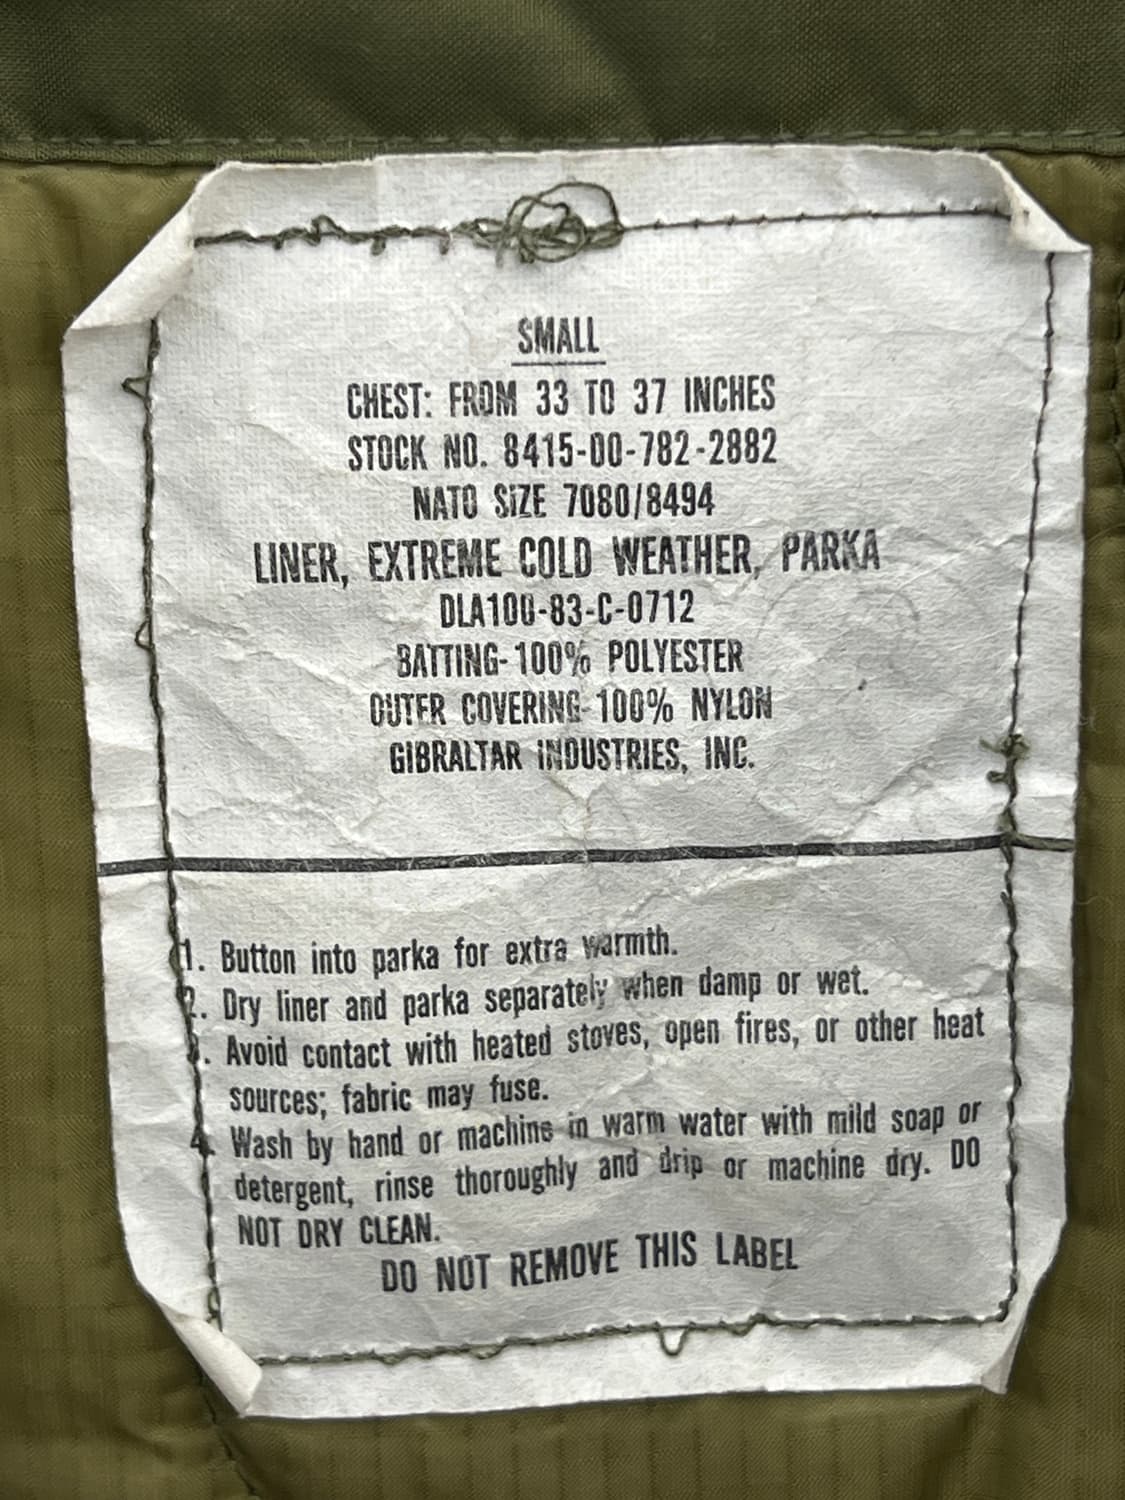 SMALL
CHEST: FROM 33 TO 37 INCHES
STOCK NO. 8415-00-782-2882
NATO SIZE 7080/8494
LINER, EXTREME COLD WEATHER, PARKA
DLA100-83-C-0712
BATTING-100% POLYESTER
OUTER COVERING-100% NYLON
GIBRALTAR INDUSTRIES, INC.
1. Button into parka for extra warmth.
2. Dry liner and parka separately when damp or wet.
3. Avoid contact with heated stoves, open fires, or other heat
sources; fabric may fuse.
4. Wash by hand or machine in warm water with mild soap or
detergent, rinse thoroughly and drip or machine dry. DO
NOT DRY CLEAN.
DO NOT REMOVE THIS LABEL